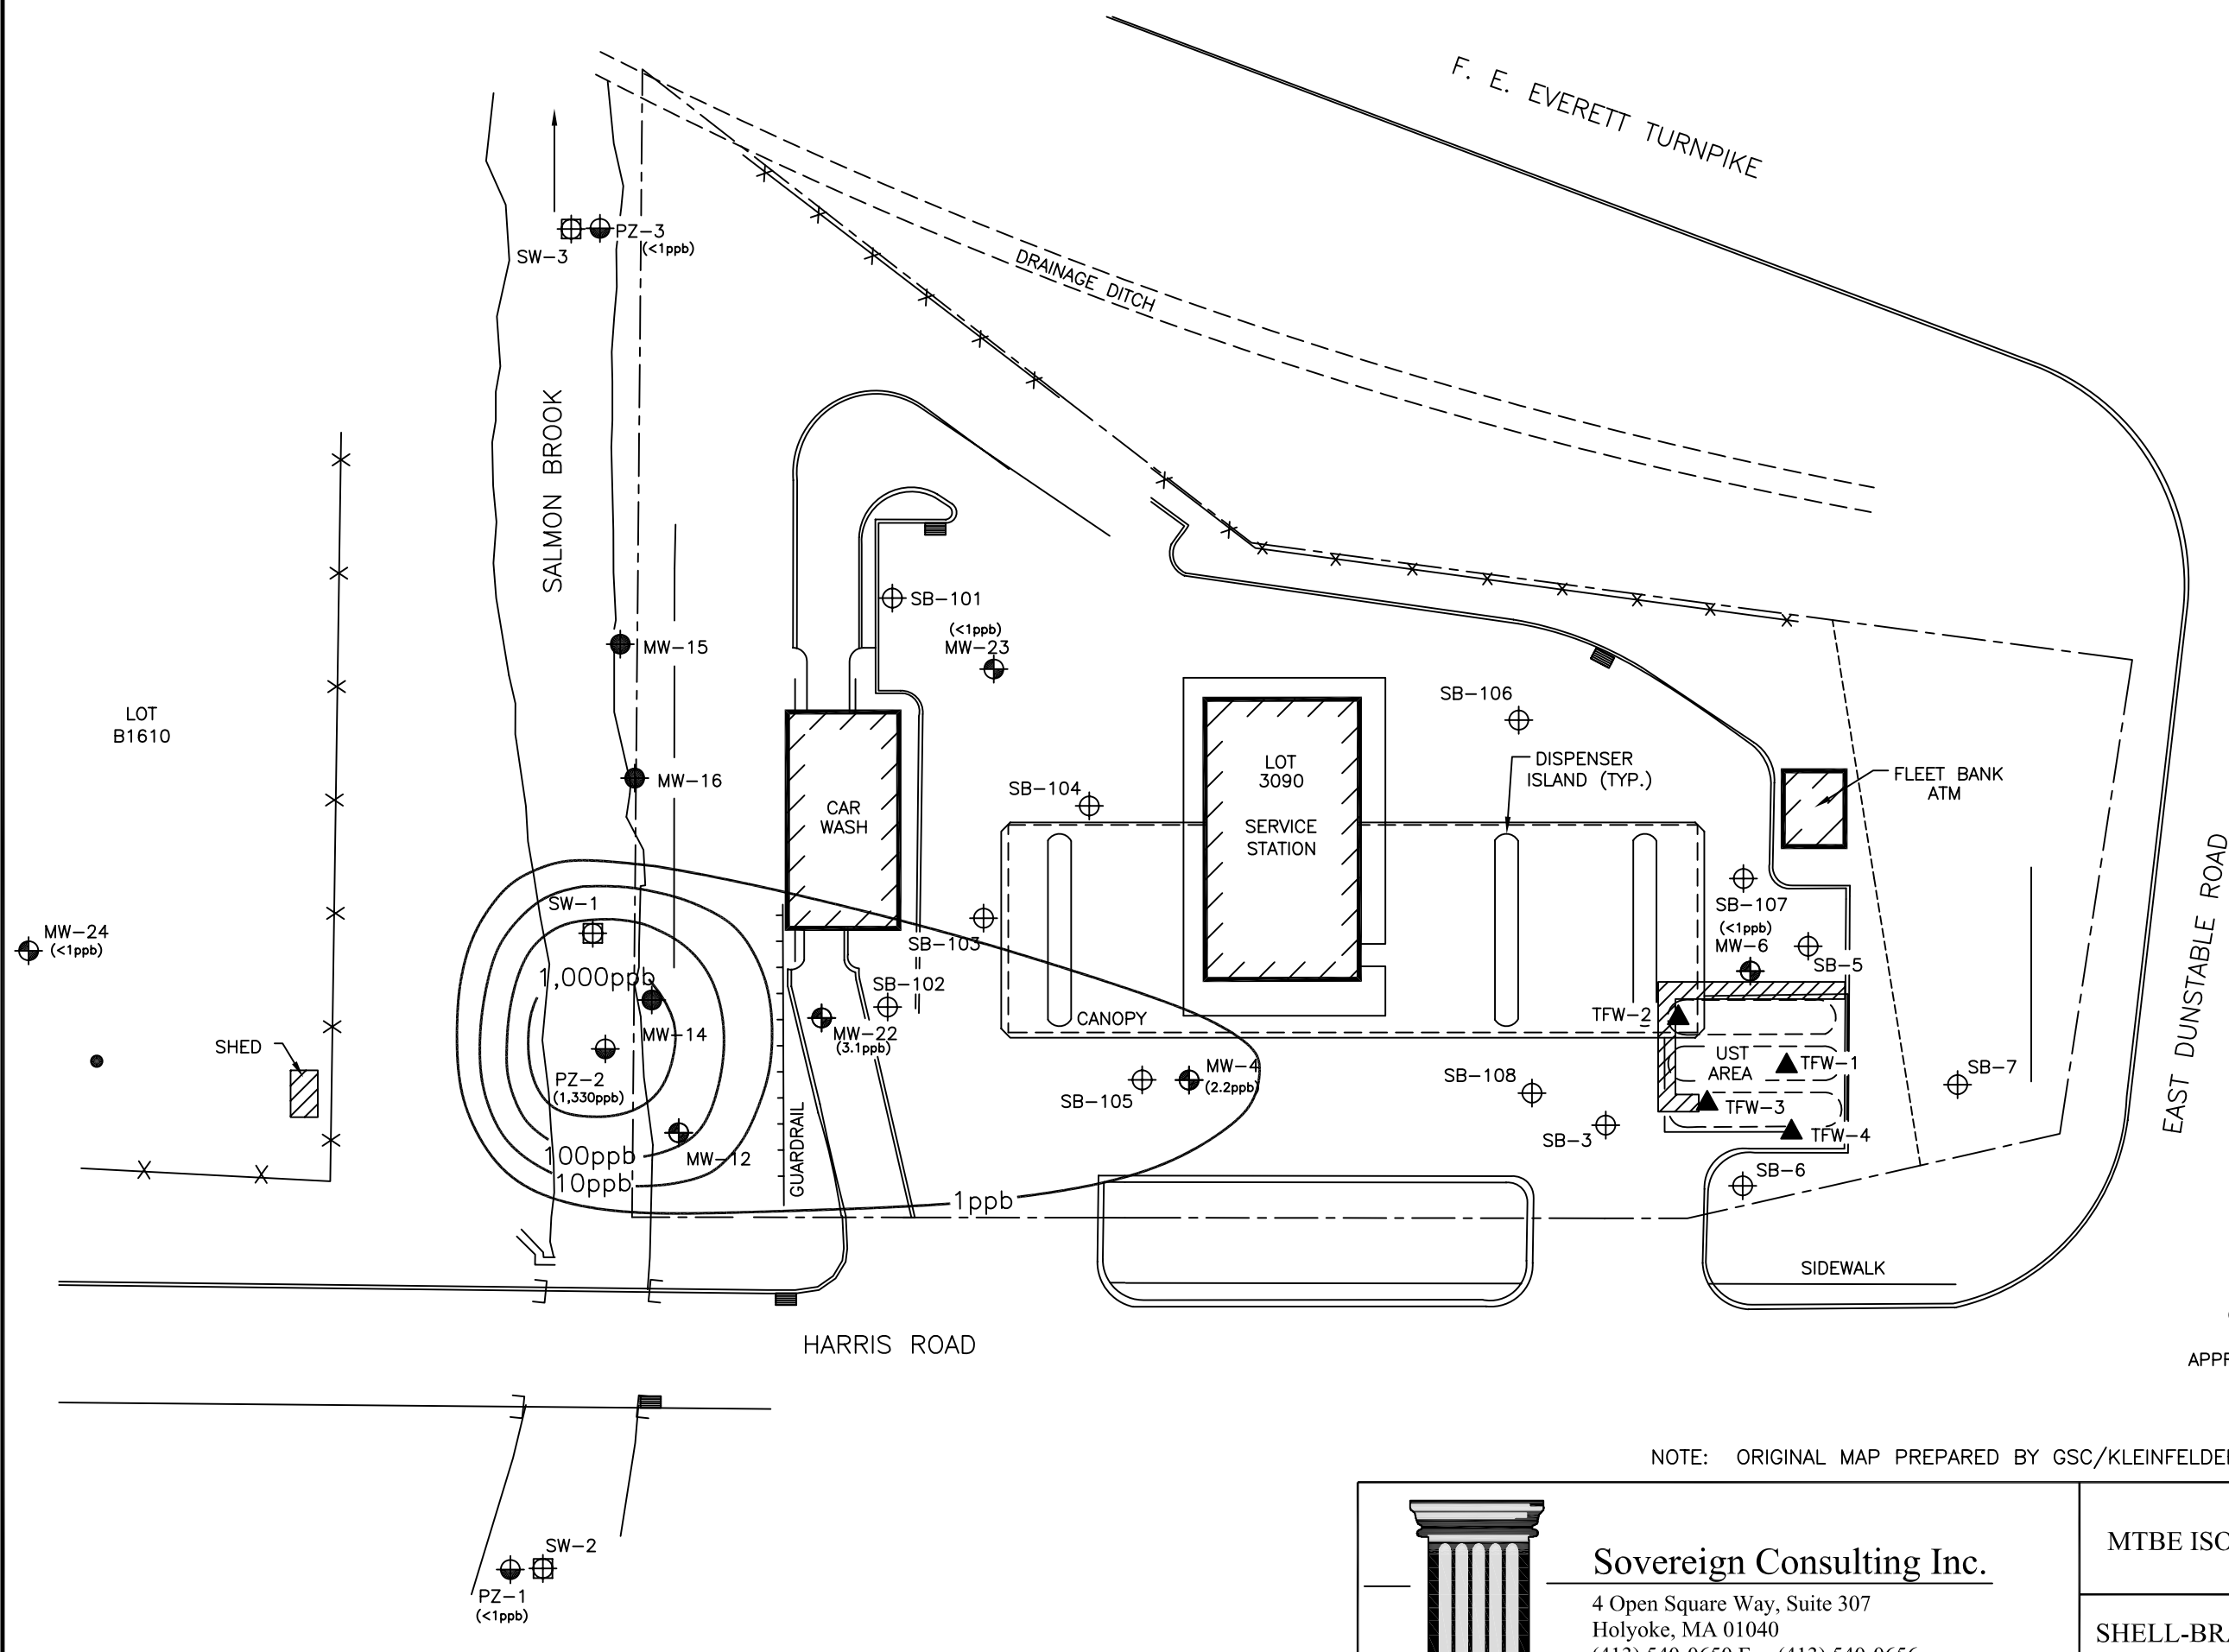 F. E. EVERETT TURNPIKE
PZ-3
(<1ppb)
SW-3
DRAINAGE DITCH
SALMON BROOK
SB-101
(<1ppb)
MW-23
MW-15
LOT
B1610
SB-106
MW-16
DISPENSER
ISLAND (TYP.)
LOT
3090
SERVICE
STATION
FLEET BANK
ATM
SB-104
CAR
WASH
EAST DUNSTABLE ROAD
SW-1
SB-107
(<1ppb)
MW-6
MW-24
(<1ppb)
SB-103
SB-5
1,000ppb
SB-102
CANOPY
TFW-2
MW-22
(3.1ppb)
MW-14
SHED
UST
AREA
TFW-1
MW-4
(2.2ppb)
SB-108
SB-7
PZ-2
(1,330ppb)
SB-105
TFW-3
SB-3
TFW-4
GUARDRAIL
100ppb
MW-12
10ppb
SB-6
1ppb
SIDEWALK
HARRIS ROAD
NOTE: ORIGINAL MAP PREPARED BY GSC/KLEINFELDE
SW-2
PZ-1
(<1ppb)
MTBE ISO
Sovereign Consulting Inc.
4 Open Square Way, Suite 307
Holyoke, MA 01040
SHELL-BR